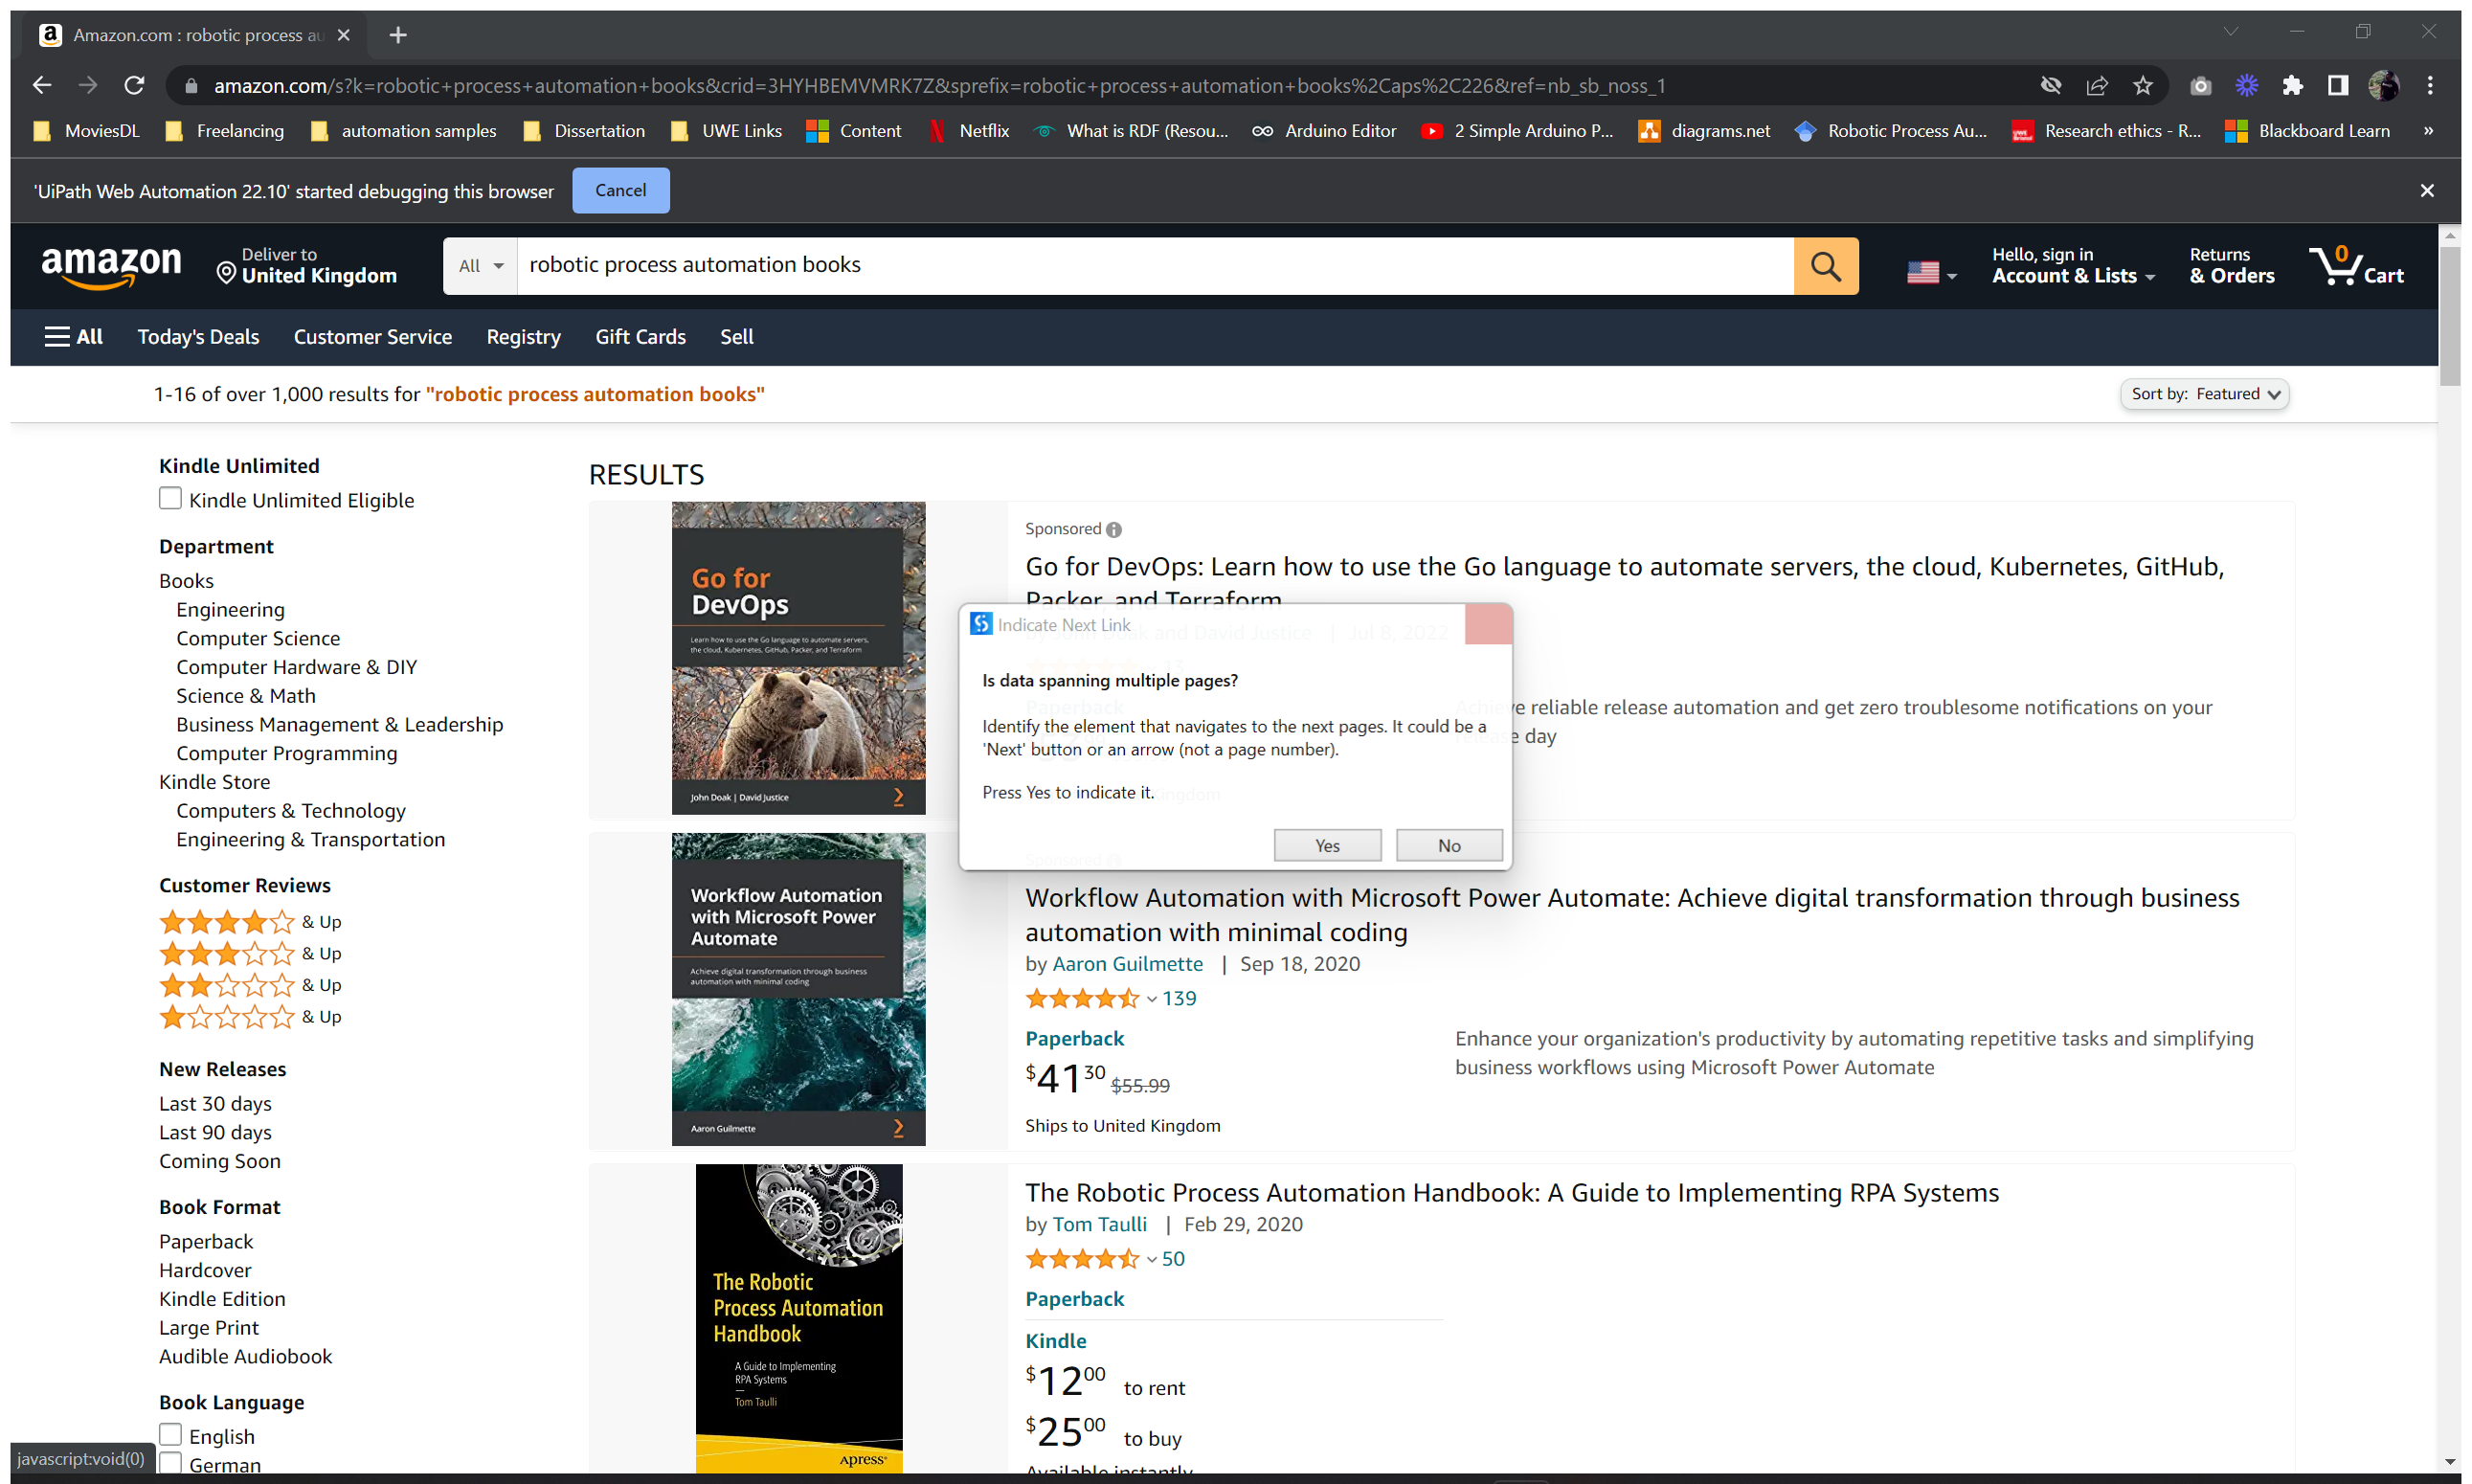 Amazon.com : robotic process au
amazon.com/s?k=robotic+process+automation+books&crid=3HYHBEMVMRK7Z&sprefix=robotic+process+automation+books%2Caps%2C226&ref=nb_sb_noss_1
MoviesDL Freelancing automation samples Dissertation UWE Links Content Netflix What is RDF (Resou... Arduino Editor 2 Simple Arduino P... diagrams.net Robotic Process Au... Research ethics - R... Blackboard Learn »
'UiPath Web Automation 22.10' started debugging this browser Cancel
amazon
Deliver to
United Kingdom
All
robotic process automation books
Hello, sign in
Account & Lists
Returns
& Orders
0
Cart
All Today's Deals Customer Service Registry Gift Cards Sell
1-16 of over 1,000 results for "robotic process automation books"
Sort by: Featured
Kindle Unlimited
Kindle Unlimited Eligible
Department
Books
Engineering
Computer Science
Computer Hardware & DIY
Science & Math
Business Management & Leadership
Computer Programming
Kindle Store
Computers & Technology
Engineering & Transportation
Customer Reviews
& Up
& Up
& Up
& Up
New Releases
Last 30 days
Last 90 days
Coming Soon
Book Format
Paperback
Hardcover
Kindle Edition
Large Print
Audible Audiobook
Book Language
English
German
javascript:void(0)
RESULTS
Go for
DevOps
Learn how to use the Go language to automate servers,
the cloud, Kubernetes, GitHub, Packer, and Terraform
John Doak | David Justice
Sponsored
Go for DevOps: Learn how to use the Go language to automate servers, the cloud, Kubernetes, GitHub,
Packer, and Terraform
by John Doak and David Justice | Jul 8, 2022
13
Paperback
Achieve reliable release automation and get zero troublesome notifications on your
release day
Indicate Next Link
Is data spanning multiple pages?
Identify the element that navigates to the next pages. It could be a
'Next' button or an arrow (not a page number).
Press Yes to indicate it.
Yes No
Workflow Automation
with Microsoft Power
Automate
Achieve digital transformation through business
automation with minimal coding
Aaron Guilmette
Sponsored
Workflow Automation with Microsoft Power Automate: Achieve digital transformation through business
automation with minimal coding
by Aaron Guilmette | Sep 18, 2020
139
Paperback
$41 30 $55.99
Ships to United Kingdom
Enhance your organization's productivity by automating repetitive tasks and simplifying
business workflows using Microsoft Power Automate
The Robotic
Process Automation
Handbook
A Guide to Implementing
RPA Systems
Tom Taulli
Apress®
The Robotic Process Automation Handbook: A Guide to Implementing RPA Systems
by Tom Taulli | Feb 29, 2020
50
Paperback
Kindle
$12 00 to rent
$25 00 to buy
Available instantly